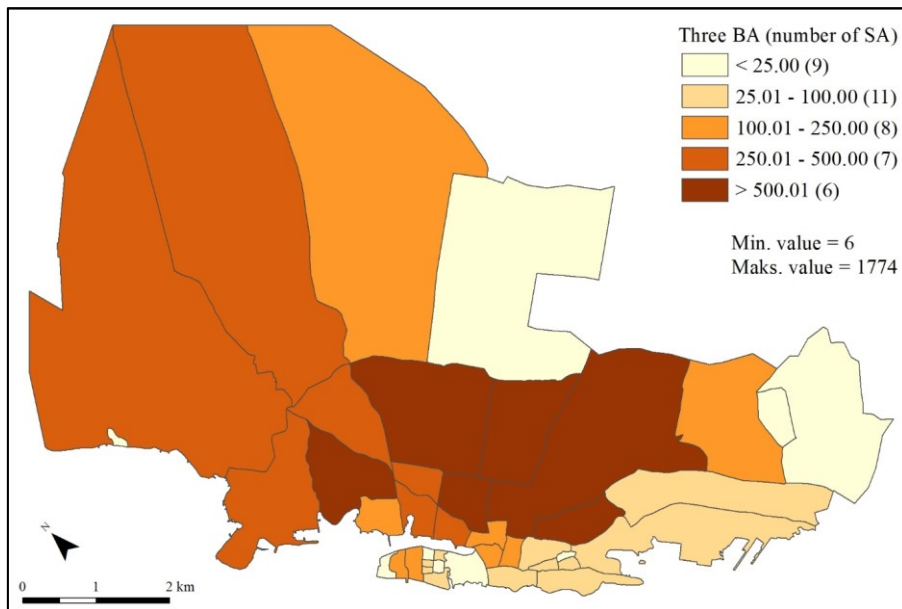 Three BA (number of SA)
< 25.00 (9)
25.01 - 100.00 (11)
100.01 - 250.00 (8)
250.01 - 500.00 (7)
> 500.01 (6)
Min. value = 6
Maks. value = 1774
N
0 1 2 km